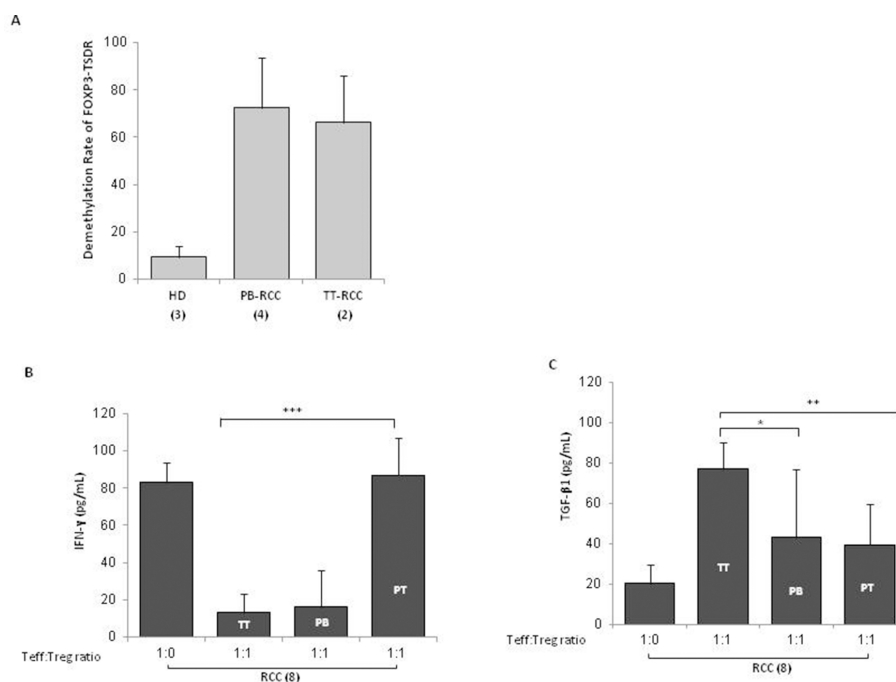 A
Demethylation Rate of FOXP3-TSDR
100
80
60
40
20
0
HD PB-RCC TT-RCC
(3) (4) (2)
B
IFN-γ (pg/mL)
120
100
80
60
40
20
0
***
TT PB PT
Teff:Treg ratio 1:0 1:1 1:1 1:1
RCC (8)
C
TGF-β1 (pg/mL)
120
100
80
60
40
20
0
**
*
TT PB PT
Teff:Treg ratio 1:0 1:1 1:1 1:1
RCC (8)